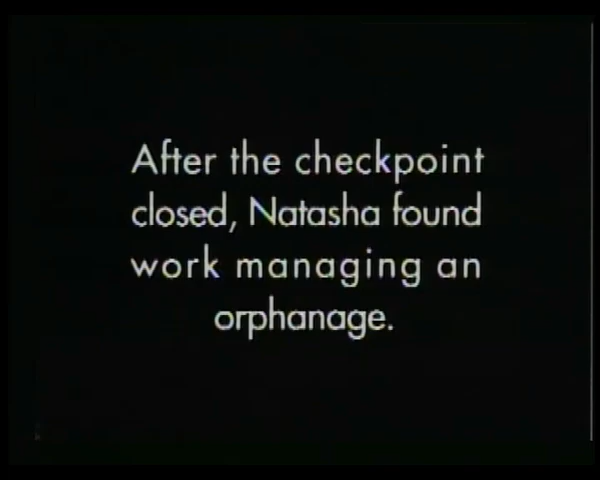 After the checkpoint
closed, Natasha found
work managing an
orphanage.